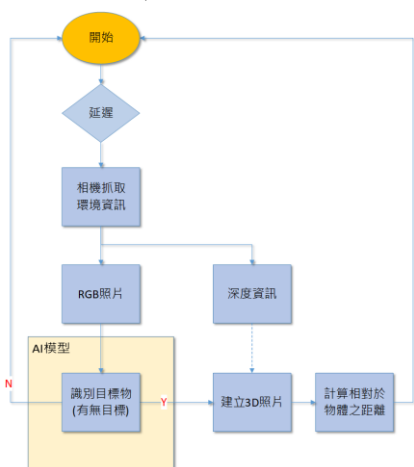 開始
延遲
相機抓取
環境資訊
RGB照片
深度資訊
AI模型
N
識別目標物
(有無目標)
Y
建立3D照片
計算相對於
物體之距離